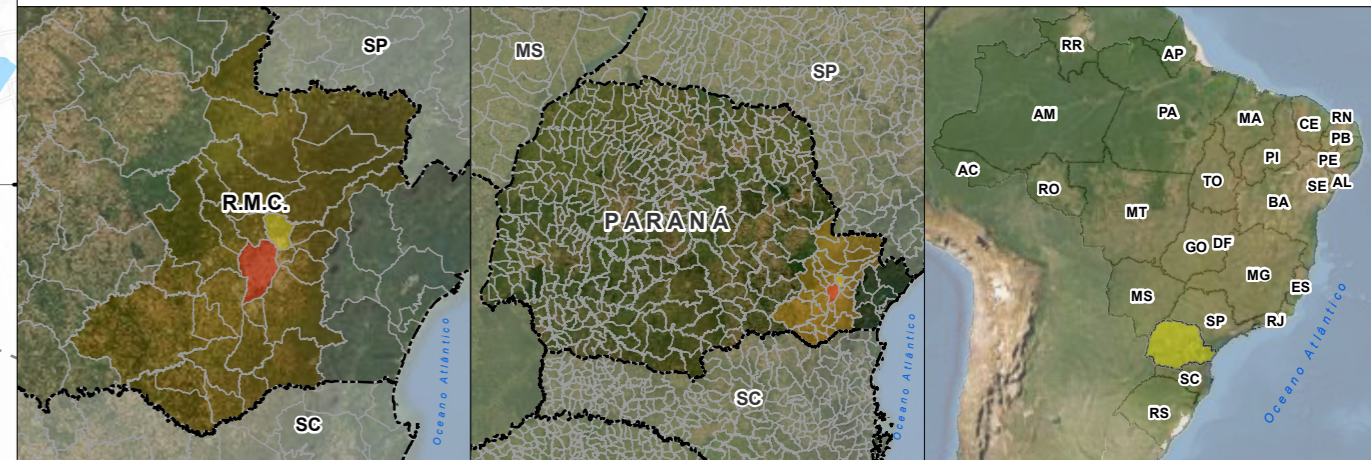 SP
R.M.C.
SC
Oceano Atlântico
MS
SP
PARANÁ
SC
Oceano Atlântico
RR
AP
AM
PA
MA
CE
RN
PB
PI
PE
AC
TO
SE
AL
RO
BA
MT
GO
DF
MG
ES
MS
SP
RJ
SC
RS
Oceano Atlântico